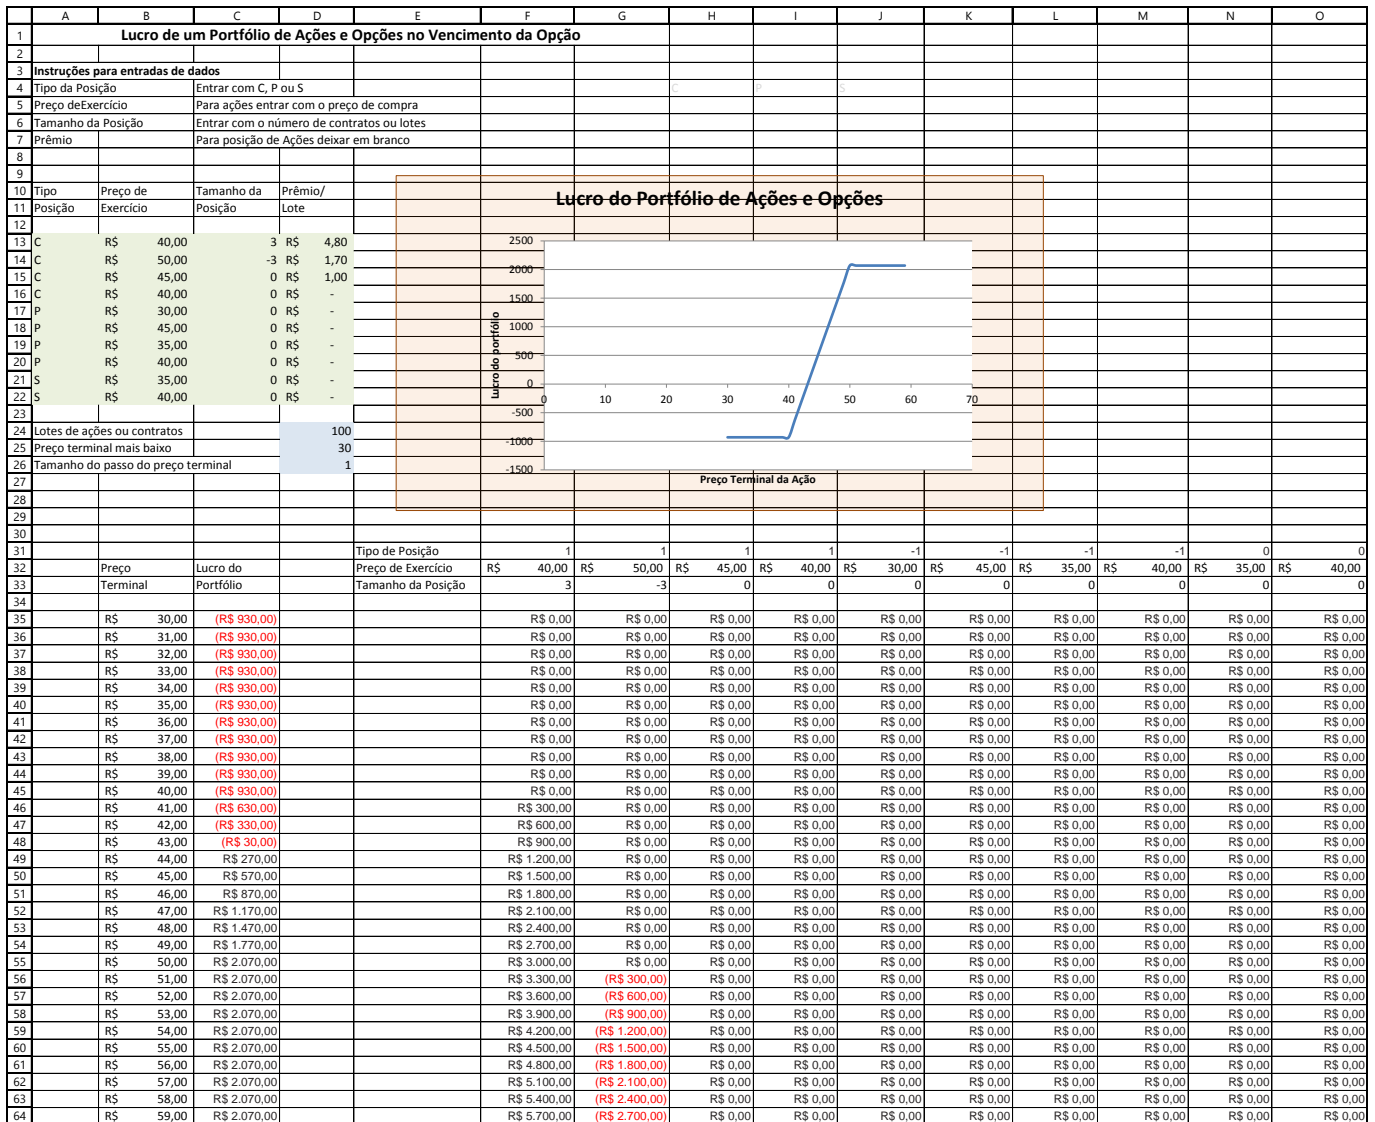 A B C D E F G H I J K L M N O
1 Lucro de um Portfólio de Ações e Opções no Vencimento da Opção
2
3 Instruções para entradas de dados
4 Tipo da Posição Entrar com C, P ou S C P S
5 Preço deExercício Para ações entrar com o preço de compra
6 Tamanho da Posição Entrar com o número de contratos ou lotes
7 Prêmio Para posição de Ações deixar em branco
8
9
10 Tipo Preço de Tamanho da Prêmio/
11 Posição Exercício Posição Lote
12
13 C R$ 40,00 3 R$ 4,80
14 C R$ 50,00 -3 R$ 1,70
15 C R$ 45,00 0 R$ 1,00
16 C R$ 40,00 0 R$ -
17 P R$ 30,00 0 R$ -
18 P R$ 45,00 0 R$ -
19 P R$ 35,00 0 R$ -
20 P R$ 40,00 0 R$ -
21 S R$ 35,00 0 R$ -
22 S R$ 40,00 0 R$ -
23
24 Lotes de ações ou contratos 100
25 Preço terminal mais baixo 30
26 Tamanho do passo do preço terminal 1
27
28
29
30
Lucro do Portfólio de Ações e Opções
Lucro do portfólio
2500
2000
1500
1000
500
0
-500
-1000
-1500
0 10 20 30 40 50 60 70
Preço Terminal da Ação
31 Tipo de Posição 1 1 1 1 -1 -1 -1 -1 0 0
32 Preço Lucro do Preço de Exercício R$ 40,00 R$ 50,00 R$ 45,00 R$ 40,00 R$ 30,00 R$ 45,00 R$ 35,00 R$ 40,00 R$ 35,00 R$ 40,00
33 Terminal Portfólio Tamanho da Posição 3 -3 0 0 0 0 0 0 0 0
34
35 R$ 30,00 (R$ 930,00) R$ 0,00 R$ 0,00 R$ 0,00 R$ 0,00 R$ 0,00 R$ 0,00 R$ 0,00 R$ 0,00 R$ 0,00 R$ 0,00
36 R$ 31,00 (R$ 930,00) R$ 0,00 R$ 0,00 R$ 0,00 R$ 0,00 R$ 0,00 R$ 0,00 R$ 0,00 R$ 0,00 R$ 0,00 R$ 0,00
37 R$ 32,00 (R$ 930,00) R$ 0,00 R$ 0,00 R$ 0,00 R$ 0,00 R$ 0,00 R$ 0,00 R$ 0,00 R$ 0,00 R$ 0,00 R$ 0,00
38 R$ 33,00 (R$ 930,00) R$ 0,00 R$ 0,00 R$ 0,00 R$ 0,00 R$ 0,00 R$ 0,00 R$ 0,00 R$ 0,00 R$ 0,00 R$ 0,00
39 R$ 34,00 (R$ 930,00) R$ 0,00 R$ 0,00 R$ 0,00 R$ 0,00 R$ 0,00 R$ 0,00 R$ 0,00 R$ 0,00 R$ 0,00 R$ 0,00
40 R$ 35,00 (R$ 930,00) R$ 0,00 R$ 0,00 R$ 0,00 R$ 0,00 R$ 0,00 R$ 0,00 R$ 0,00 R$ 0,00 R$ 0,00 R$ 0,00
41 R$ 36,00 (R$ 930,00) R$ 0,00 R$ 0,00 R$ 0,00 R$ 0,00 R$ 0,00 R$ 0,00 R$ 0,00 R$ 0,00 R$ 0,00 R$ 0,00
42 R$ 37,00 (R$ 930,00) R$ 0,00 R$ 0,00 R$ 0,00 R$ 0,00 R$ 0,00 R$ 0,00 R$ 0,00 R$ 0,00 R$ 0,00 R$ 0,00
43 R$ 38,00 (R$ 930,00) R$ 0,00 R$ 0,00 R$ 0,00 R$ 0,00 R$ 0,00 R$ 0,00 R$ 0,00 R$ 0,00 R$ 0,00 R$ 0,00
44 R$ 39,00 (R$ 930,00) R$ 0,00 R$ 0,00 R$ 0,00 R$ 0,00 R$ 0,00 R$ 0,00 R$ 0,00 R$ 0,00 R$ 0,00 R$ 0,00
45 R$ 40,00 (R$ 930,00) R$ 0,00 R$ 0,00 R$ 0,00 R$ 0,00 R$ 0,00 R$ 0,00 R$ 0,00 R$ 0,00 R$ 0,00 R$ 0,00
46 R$ 41,00 (R$ 630,00) R$ 300,00 R$ 0,00 R$ 0,00 R$ 0,00 R$ 0,00 R$ 0,00 R$ 0,00 R$ 0,00 R$ 0,00 R$ 0,00
47 R$ 42,00 (R$ 330,00) R$ 600,00 R$ 0,00 R$ 0,00 R$ 0,00 R$ 0,00 R$ 0,00 R$ 0,00 R$ 0,00 R$ 0,00 R$ 0,00
48 R$ 43,00 (R$ 30,00) R$ 900,00 R$ 0,00 R$ 0,00 R$ 0,00 R$ 0,00 R$ 0,00 R$ 0,00 R$ 0,00 R$ 0,00 R$ 0,00
49 R$ 44,00 R$ 270,00 R$ 1.200,00 R$ 0,00 R$ 0,00 R$ 0,00 R$ 0,00 R$ 0,00 R$ 0,00 R$ 0,00 R$ 0,00 R$ 0,00
50 R$ 45,00 R$ 570,00 R$ 1.500,00 R$ 0,00 R$ 0,00 R$ 0,00 R$ 0,00 R$ 0,00 R$ 0,00 R$ 0,00 R$ 0,00 R$ 0,00
51 R$ 46,00 R$ 870,00 R$ 1.800,00 R$ 0,00 R$ 0,00 R$ 0,00 R$ 0,00 R$ 0,00 R$ 0,00 R$ 0,00 R$ 0,00 R$ 0,00
52 R$ 47,00 R$ 1.170,00 R$ 2.100,00 R$ 0,00 R$ 0,00 R$ 0,00 R$ 0,00 R$ 0,00 R$ 0,00 R$ 0,00 R$ 0,00 R$ 0,00
53 R$ 48,00 R$ 1.470,00 R$ 2.400,00 R$ 0,00 R$ 0,00 R$ 0,00 R$ 0,00 R$ 0,00 R$ 0,00 R$ 0,00 R$ 0,00 R$ 0,00
54 R$ 49,00 R$ 1.770,00 R$ 2.700,00 R$ 0,00 R$ 0,00 R$ 0,00 R$ 0,00 R$ 0,00 R$ 0,00 R$ 0,00 R$ 0,00 R$ 0,00
55 R$ 50,00 R$ 2.070,00 R$ 3.000,00 R$ 0,00 R$ 0,00 R$ 0,00 R$ 0,00 R$ 0,00 R$ 0,00 R$ 0,00 R$ 0,00 R$ 0,00
56 R$ 51,00 R$ 2.070,00 R$ 3.300,00 (R$ 300,00) R$ 0,00 R$ 0,00 R$ 0,00 R$ 0,00 R$ 0,00 R$ 0,00 R$ 0,00 R$ 0,00
57 R$ 52,00 R$ 2.070,00 R$ 3.600,00 (R$ 600,00) R$ 0,00 R$ 0,00 R$ 0,00 R$ 0,00 R$ 0,00 R$ 0,00 R$ 0,00 R$ 0,00
58 R$ 53,00 R$ 2.070,00 R$ 3.900,00 (R$ 900,00) R$ 0,00 R$ 0,00 R$ 0,00 R$ 0,00 R$ 0,00 R$ 0,00 R$ 0,00 R$ 0,00
59 R$ 54,00 R$ 2.070,00 R$ 4.200,00 (R$ 1.200,00) R$ 0,00 R$ 0,00 R$ 0,00 R$ 0,00 R$ 0,00 R$ 0,00 R$ 0,00 R$ 0,00
60 R$ 55,00 R$ 2.070,00 R$ 4.500,00 (R$ 1.500,00) R$ 0,00 R$ 0,00 R$ 0,00 R$ 0,00 R$ 0,00 R$ 0,00 R$ 0,00 R$ 0,00
61 R$ 56,00 R$ 2.070,00 R$ 4.800,00 (R$ 1.800,00) R$ 0,00 R$ 0,00 R$ 0,00 R$ 0,00 R$ 0,00 R$ 0,00 R$ 0,00 R$ 0,00
62 R$ 57,00 R$ 2.070,00 R$ 5.100,00 (R$ 2.100,00) R$ 0,00 R$ 0,00 R$ 0,00 R$ 0,00 R$ 0,00 R$ 0,00 R$ 0,00 R$ 0,00
63 R$ 58,00 R$ 2.070,00 R$ 5.400,00 (R$ 2.400,00) R$ 0,00 R$ 0,00 R$ 0,00 R$ 0,00 R$ 0,00 R$ 0,00 R$ 0,00 R$ 0,00
64 R$ 59,00 R$ 2.070,00 R$ 5.700,00 (R$ 2.700,00) R$ 0,00 R$ 0,00 R$ 0,00 R$ 0,00 R$ 0,00 R$ 0,00 R$ 0,00 R$ 0,00